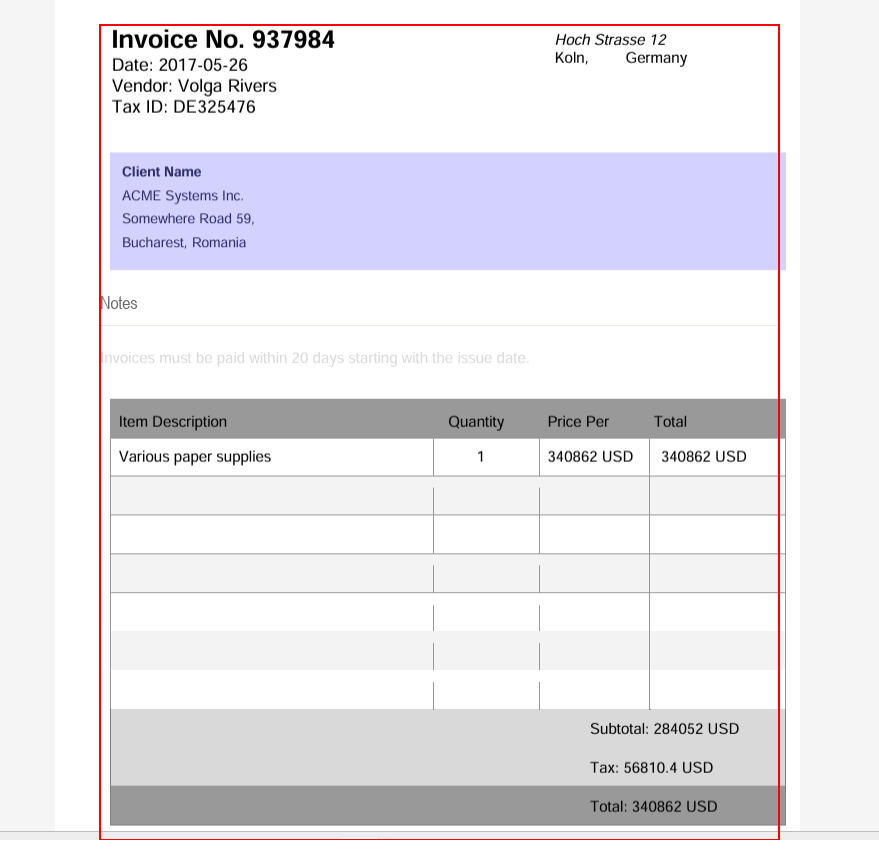 Invoice No. 937984
Date: 2017-05-26
Vendor: Volga Rivers
Tax ID: DE325476
Hoch Strasse 12
Koln, Germany
Client Name
ACME Systems Inc.
Somewhere Road 59,
Bucharest, Romania
Notes
Invoices must be paid within 20 days starting with the issue date.
Item Description Quantity Price Per Total
Various paper supplies 1 340862 USD 340862 USD
Subtotal: 284052 USD
Tax: 56810.4 USD
Total: 340862 USD